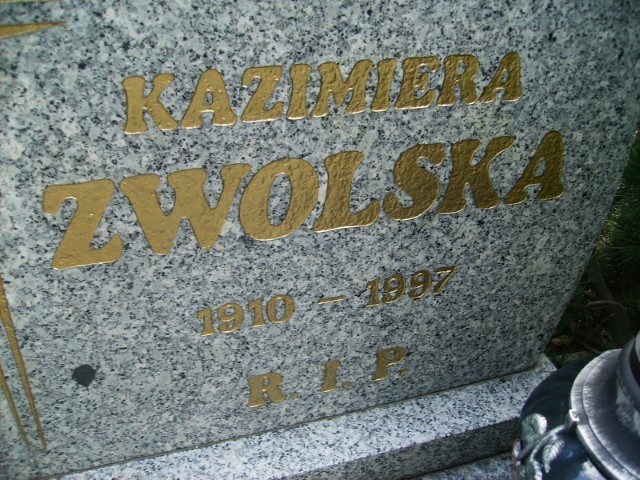 KAZIMIERA
ZWOLSKA
1910 - 1997
R. I. P.